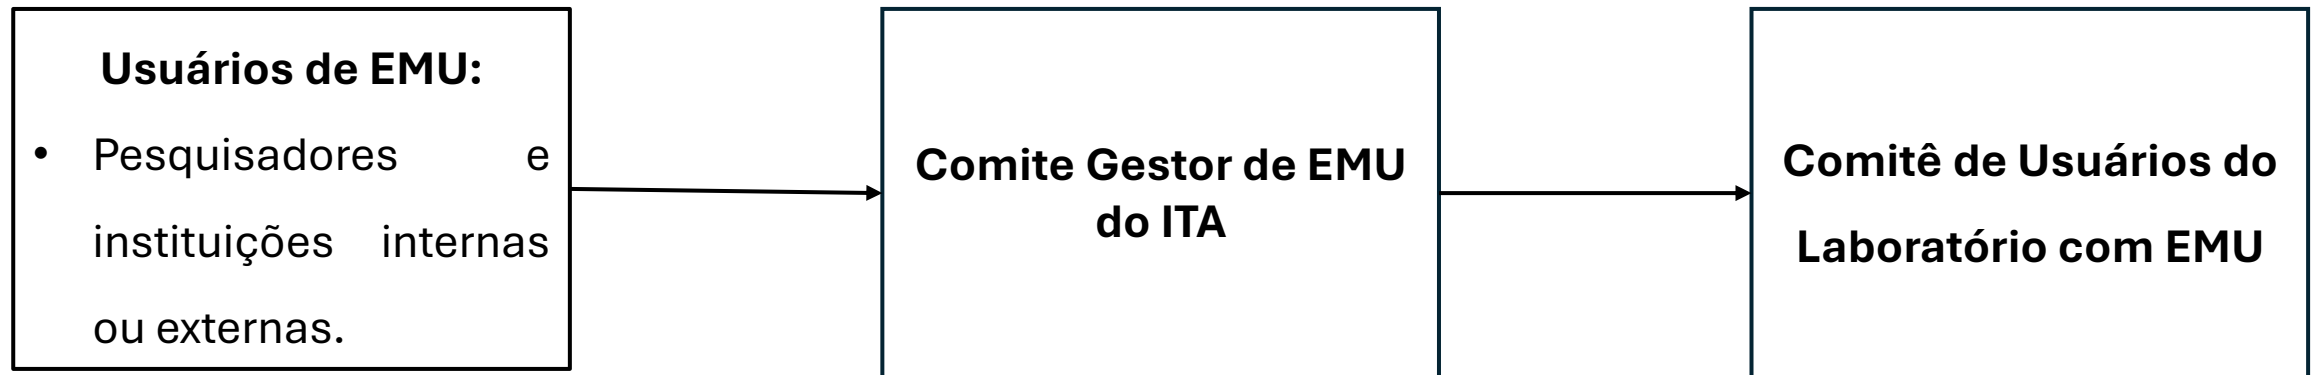 Usuários de EMU:
• Pesquisadores e
instituições internas
ou externas.
Comite Gestor de EMU
do ITA
Comitê de Usuários do
Laboratório com EMU